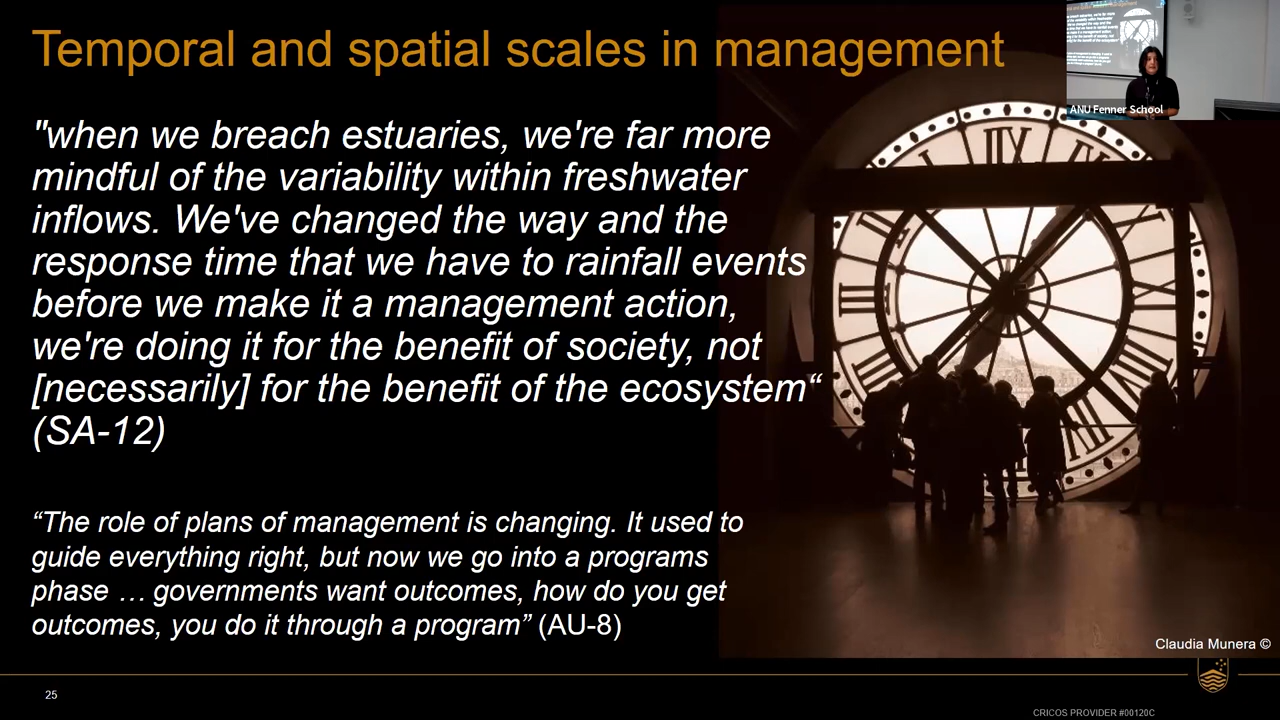 Temporal and spatial scales in management
"when we breach estuaries, we're far more
mindful of the variability within freshwater
inflows. We've changed the way and the
response time that we have to rainfall events
before we make it a management action,
we're doing it for the benefit of society, not
[necessarily] for the benefit of the ecosystem“
(SA-12)
“The role of plans of management is changing. It used to
guide everything right, but now we go into a programs
phase … governments want outcomes, how do you get
outcomes, you do it through a program” (AU-8)
ANU Fenner School
Claudia Munera ©
25
CRICOS PROVIDER #00120C